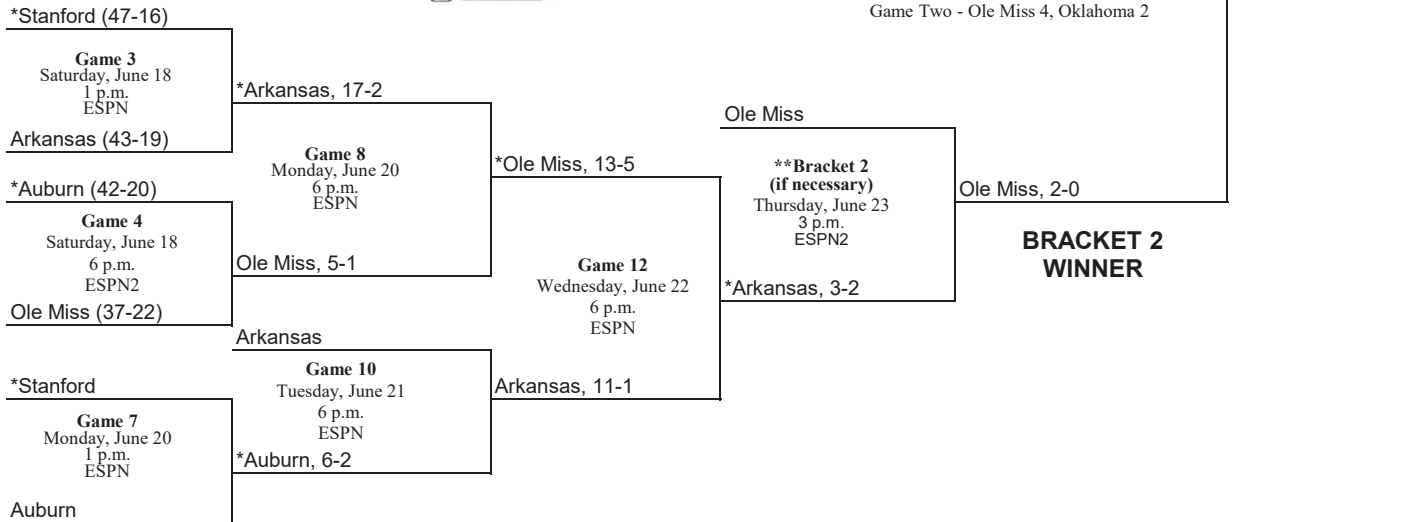 *Stanford (47-16)
Game Two - Ole Miss 4, Oklahoma 2
Game 3
Saturday, June 18
1 p.m.
ESPN
*Arkansas, 17-2
Arkansas (43-19)
Ole Miss
Game 8
Monday, June 20
6 p.m.
ESPN
*Ole Miss, 13-5
**Bracket 2
(if necessary)
Thursday, June 23
3 p.m.
ESPN2
*Auburn (42-20)
Ole Miss, 2-0
Game 4
Saturday, June 18
6 p.m.
ESPN2
BRACKET 2
WINNER
Ole Miss, 5-1
Game 12
Wednesday, June 22
6 p.m.
ESPN
*Arkansas, 3-2
Ole Miss (37-22)
Arkansas
Game 10
Tuesday, June 21
6 p.m.
ESPN
*Stanford
Arkansas, 11-1
Game 7
Monday, June 20
1 p.m.
ESPN
*Auburn, 6-2
Auburn